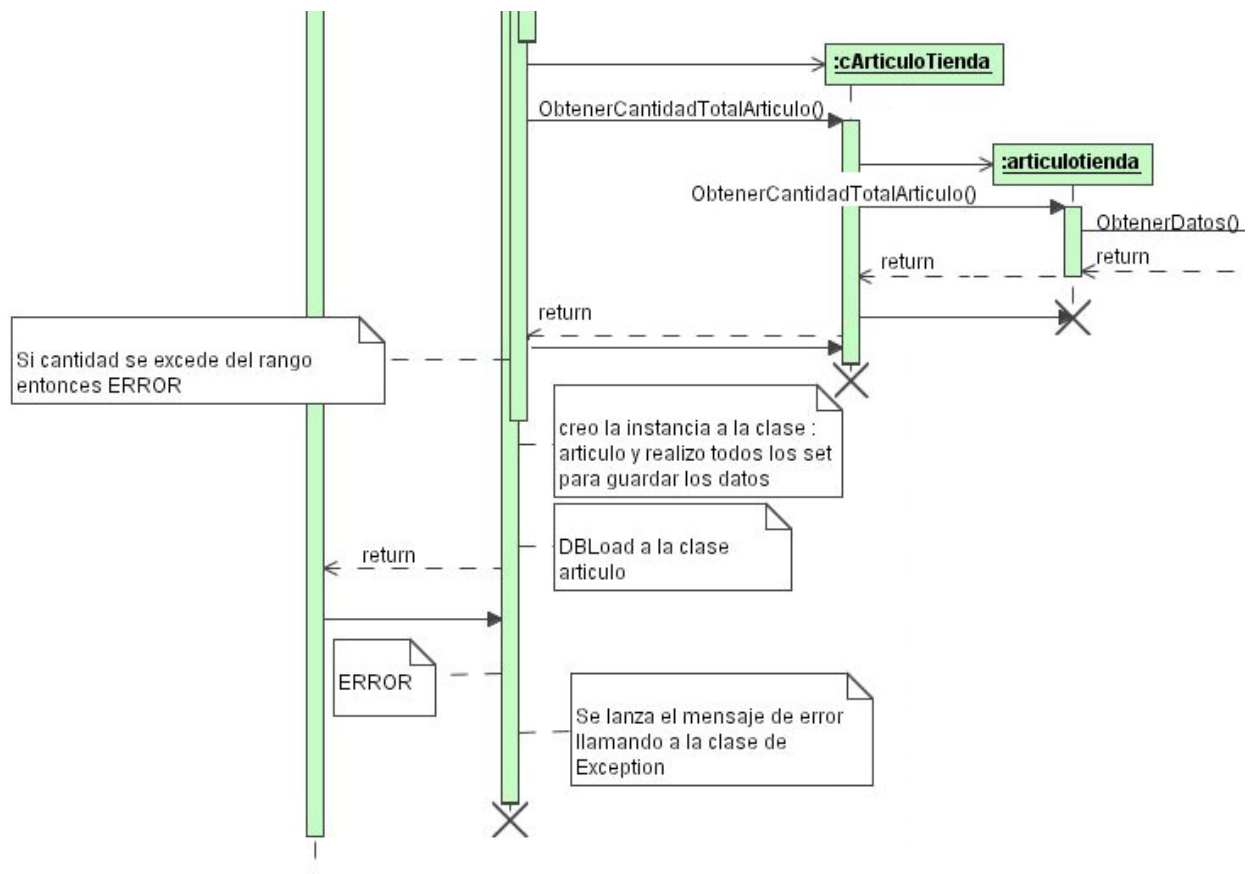 :cArticuloTienda
ObtenerCantidadTotalArticulo()
:articulotienda
ObtenerCantidadTotalArticulo()
ObtenerDatos()
return
return
return
Si cantidad se excede del rango
entonces ERROR
creo la instancia a la clase :
articulo y realizo todos los set
para guardar los datos
DBLoad a la clase
articulo
return
ERROR
Se lanza el mensaje de error
llamando a la clase de
Exception